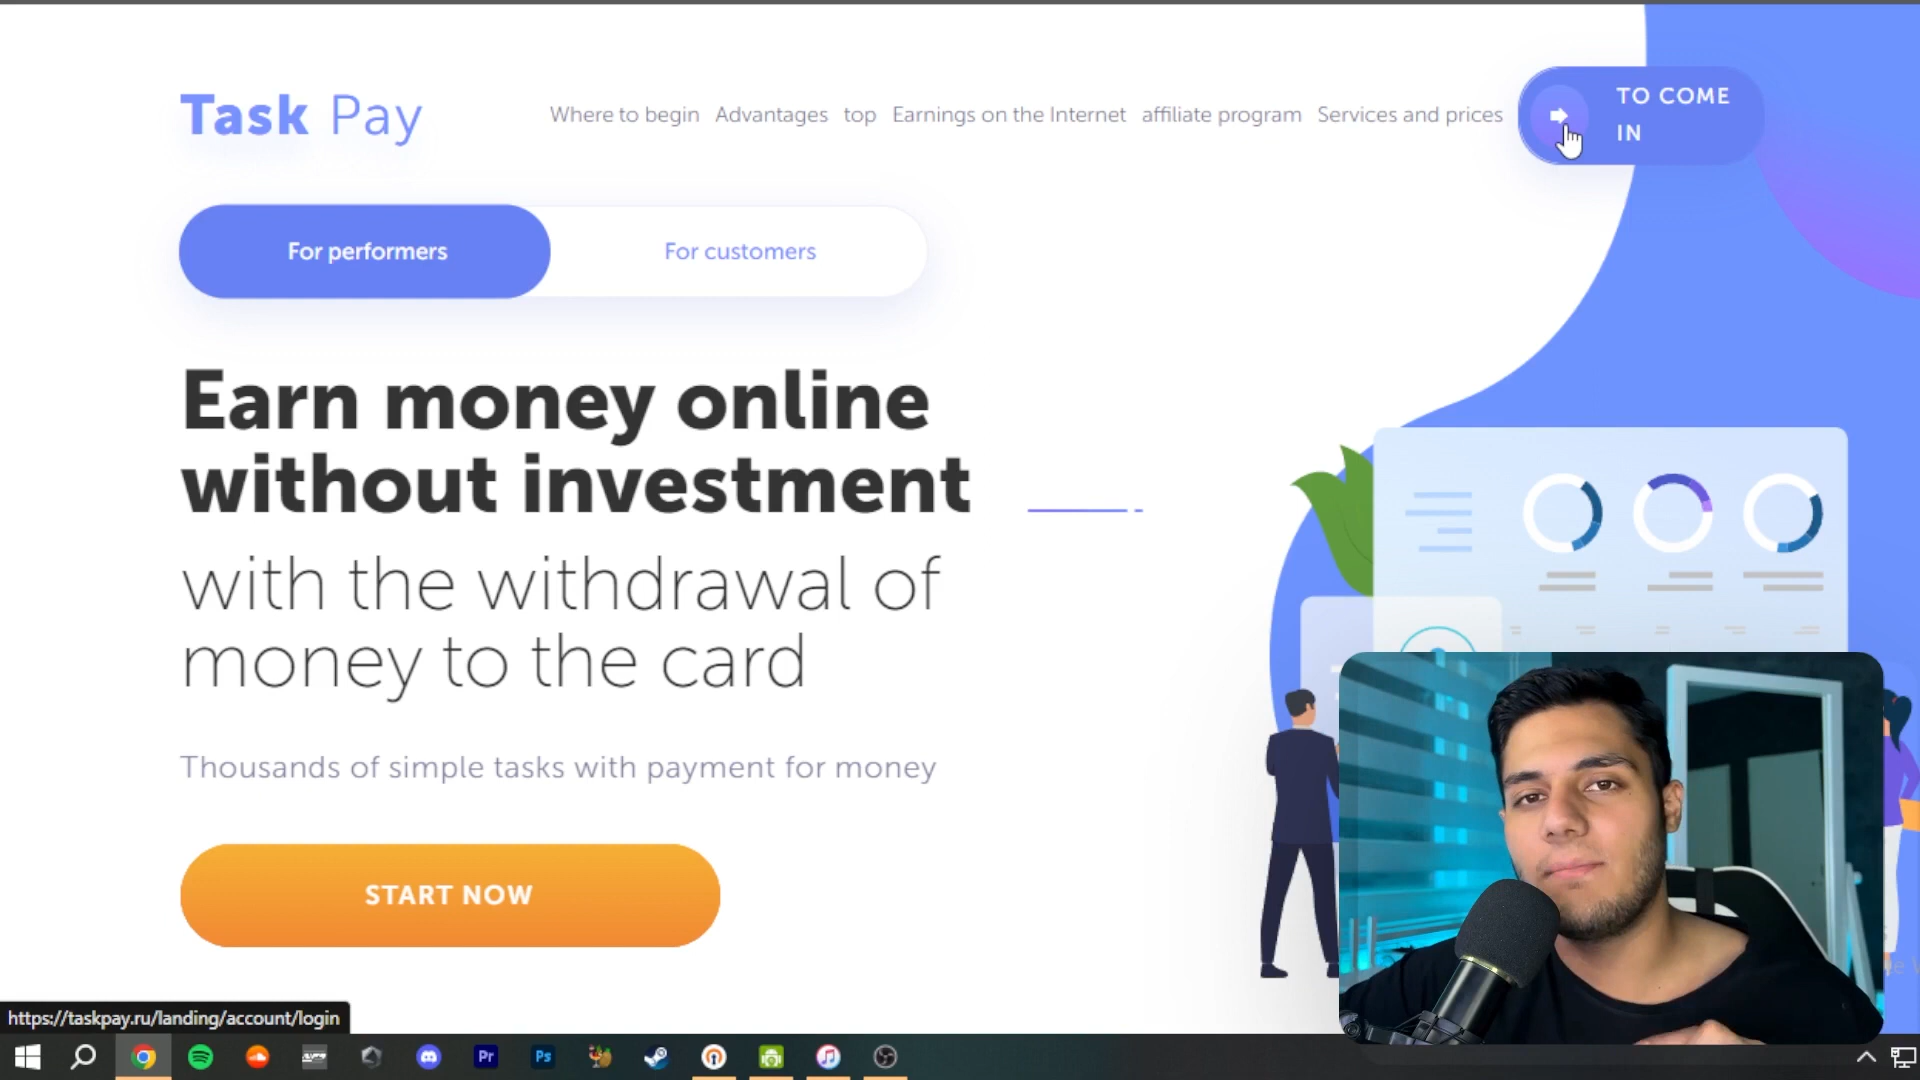 Task Pay
Where to begin Advantages top Earnings on the Internet affiliate program Services and prices
TO COME
IN
For performers For customers
Earn money online
without investment
with the withdrawal of
money to the card
Thousands of simple tasks with payment for money
START NOW
https://taskpay.ru/landing/account/login
Pr Ps